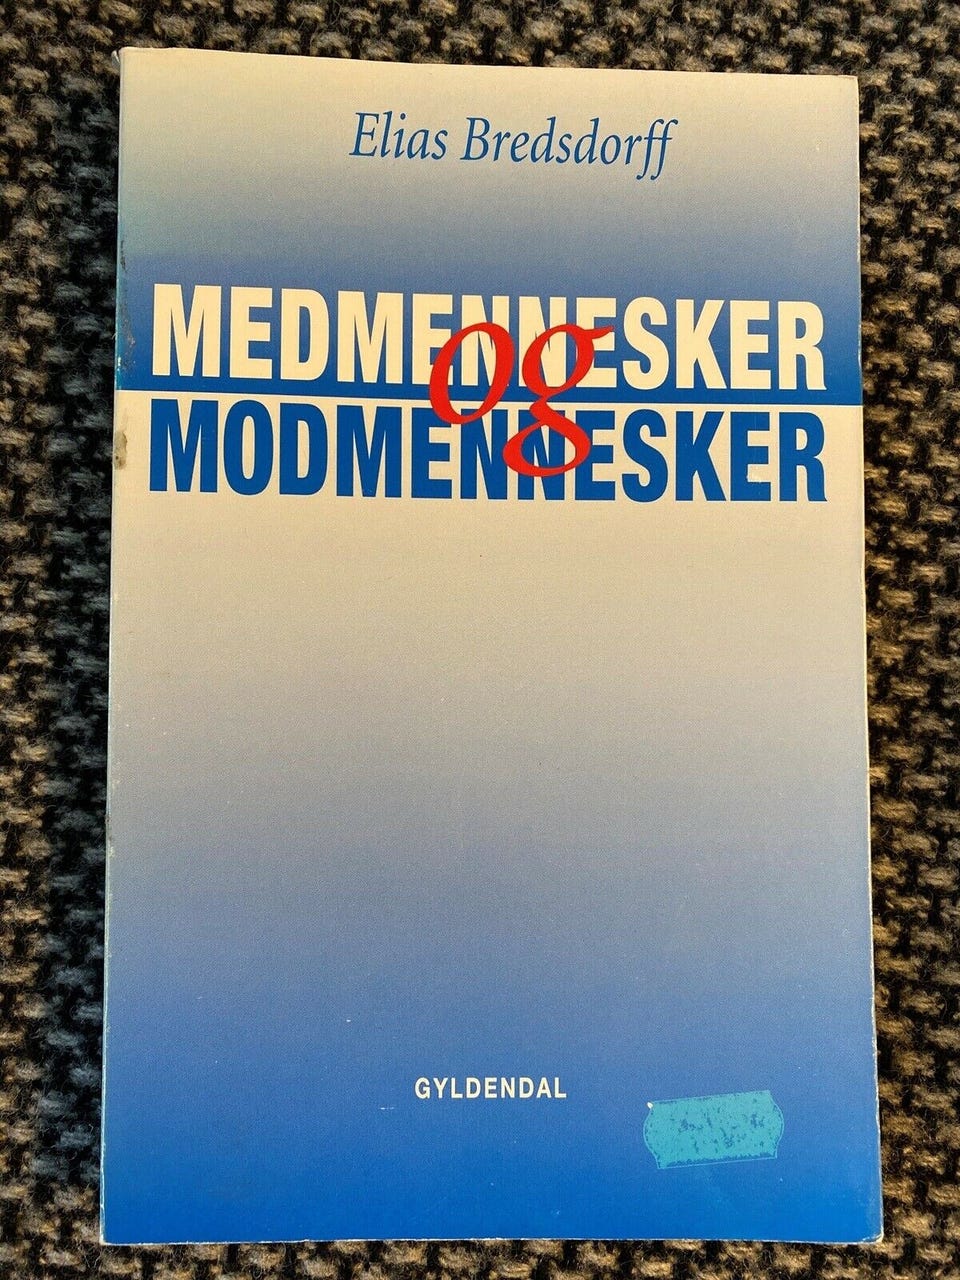 Elias Bredsdorff
MEDMENNESKER
og
MODMENNESKER
GYLDENDAL